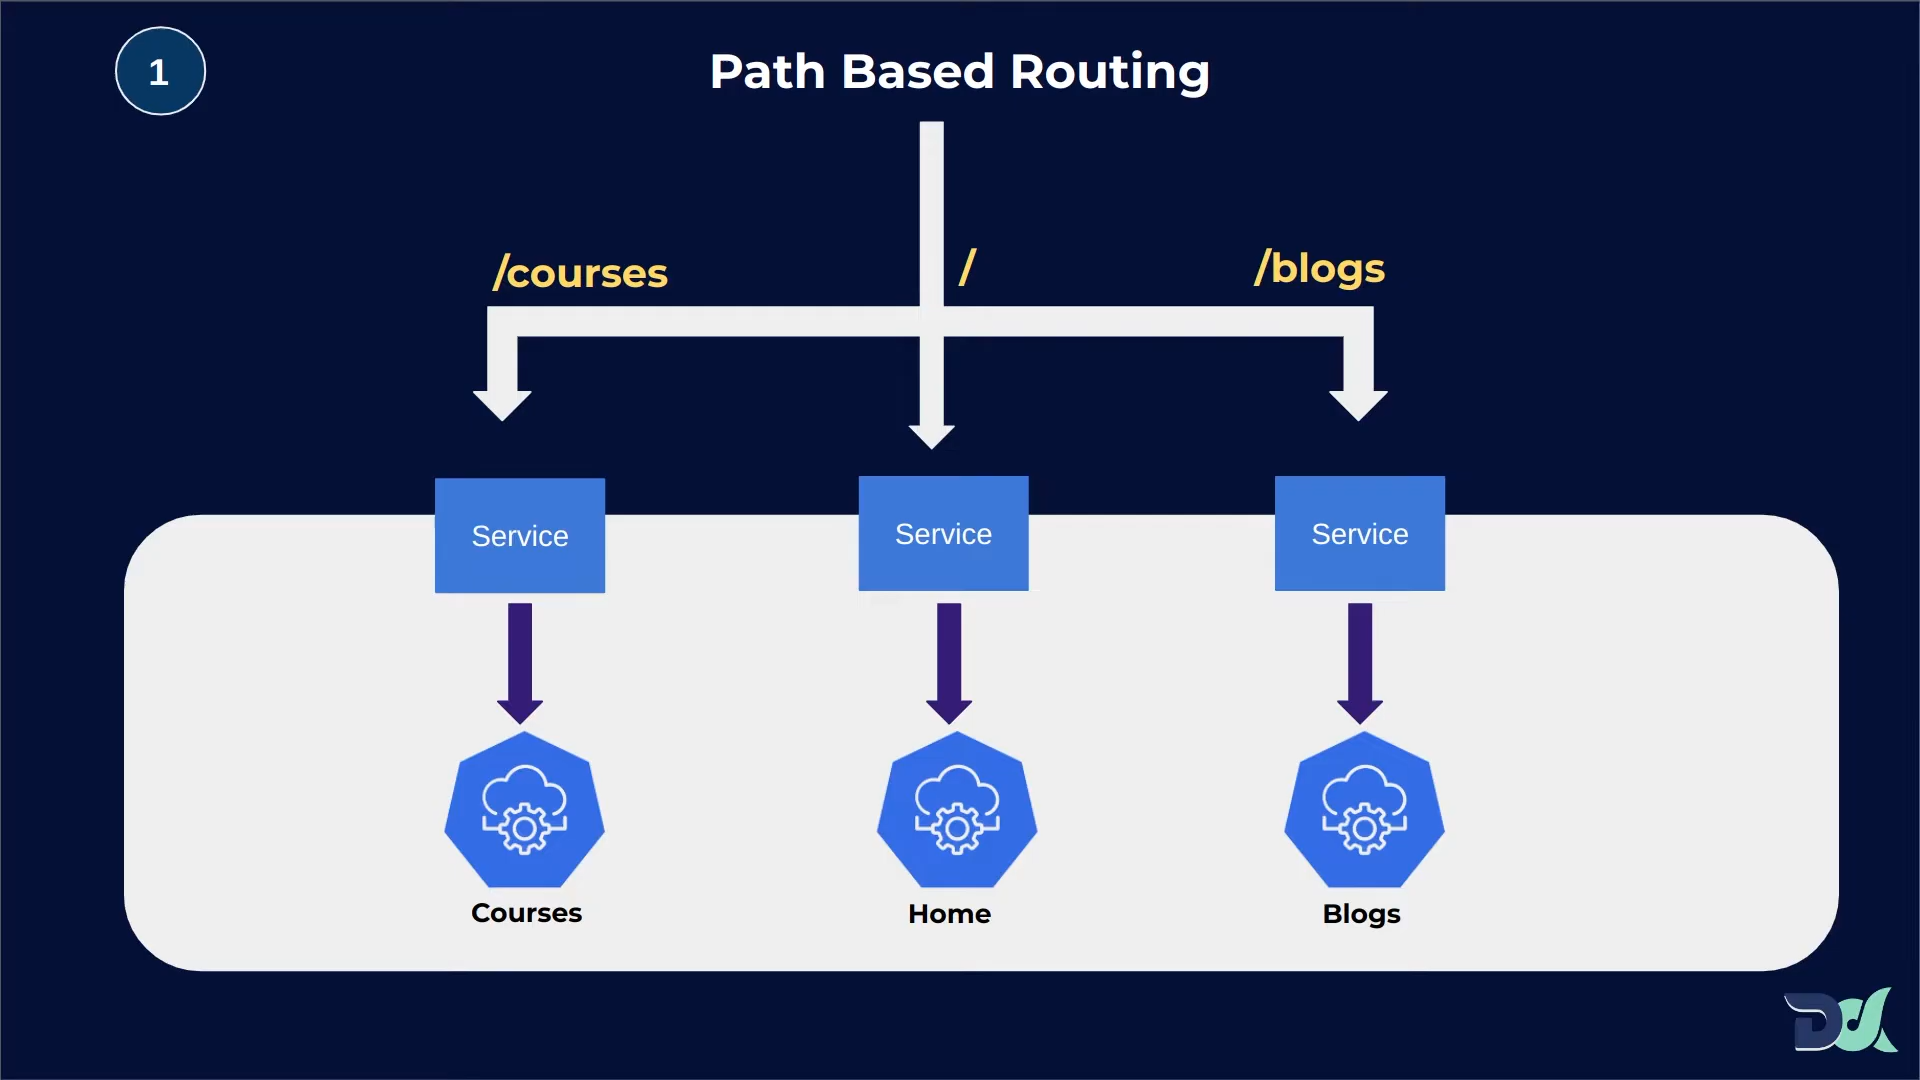 1
Path Based Routing
/courses
/
/blogs
Service
Service
Service
Courses
Home
Blogs